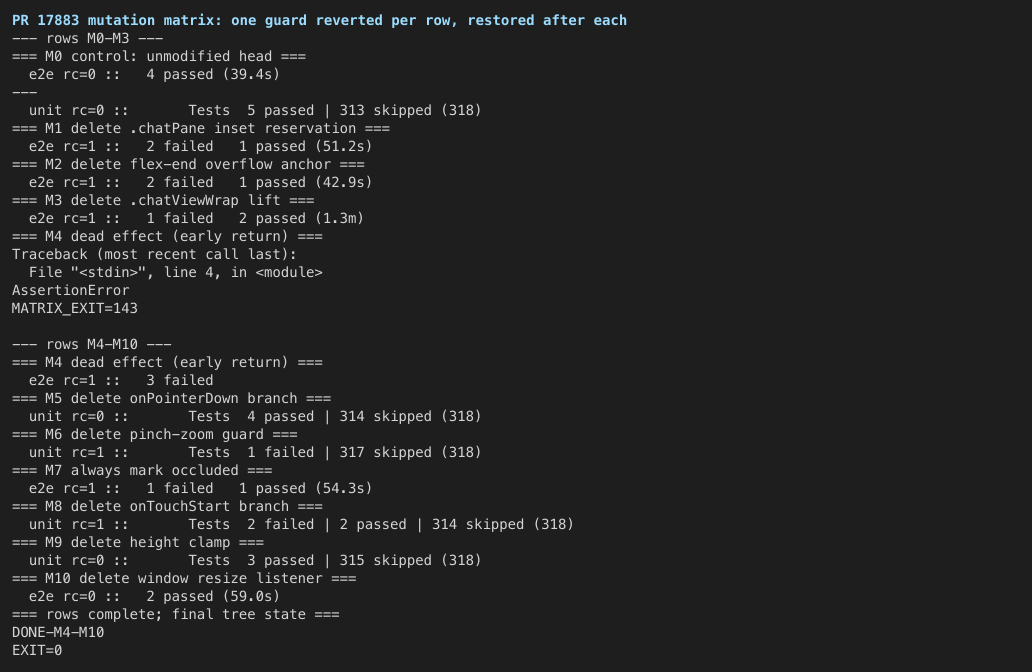 PR 17883 mutation matrix: one guard reverted per row, restored after each
--- rows M0-M3 ---
=== M0 control: unmodified head ===
  e2e rc=0 ::   4 passed (39.4s)
---
  unit rc=0 ::       Tests  5 passed | 313 skipped (318)
=== M1 delete .chatPane inset reservation ===
  e2e rc=1 ::   2 failed   1 passed (51.2s)
=== M2 delete flex-end overflow anchor ===
  e2e rc=1 ::   2 failed   1 passed (42.9s)
=== M3 delete .chatViewWrap lift ===
  e2e rc=1 ::   1 failed   2 passed (1.3m)
=== M4 dead effect (early return) ===
Traceback (most recent call last):
  File "<stdin>", line 4, in <module>
AssertionError
MATRIX_EXIT=143

--- rows M4-M10 ---
=== M4 dead effect (early return) ===
  e2e rc=1 ::   3 failed
=== M5 delete onPointerDown branch ===
  unit rc=0 ::       Tests  4 passed | 314 skipped (318)
=== M6 delete pinch-zoom guard ===
  unit rc=1 ::       Tests  1 failed | 317 skipped (318)
=== M7 always mark occluded ===
  e2e rc=1 ::   1 failed   1 passed (54.3s)
=== M8 delete onTouchStart branch ===
  unit rc=1 ::       Tests  2 failed | 2 passed | 314 skipped (318)
=== M9 delete height clamp ===
  unit rc=0 ::       Tests  3 passed | 315 skipped (318)
=== M10 delete window resize listener ===
  e2e rc=0 ::   2 passed (59.0s)
=== rows complete; final tree state ===
DONE-M4-M10
EXIT=0